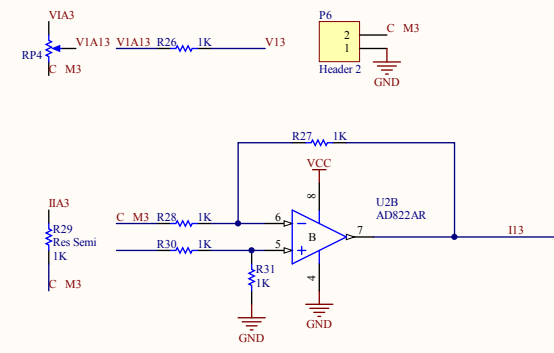 VIA3
P6
C M3
V1A13 V1A13 R26 1K V13
2
1
RP4
C M3
Header 2
GND
R27 1K
VCC
8
U2B
AD822AR
IIA3
C M3 R28 1K 6
7
R29
Res Semi
1K
B
I13
R30 1K 5
R31
1K
4
C M3
GND
GND